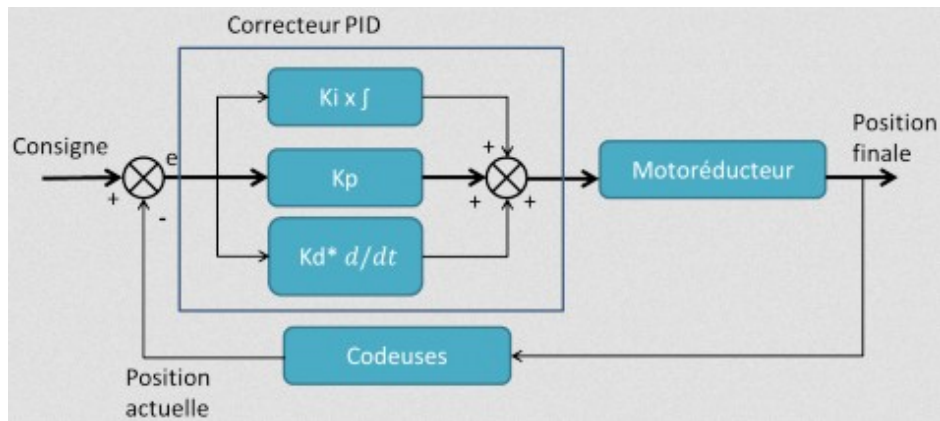 Correcteur PID
Ki x ∫
Consigne
e
+
-
Kp
Kd* d/dt
+
+
+
Motoréducteur
Position
finale
Codeuses
Position
actuelle